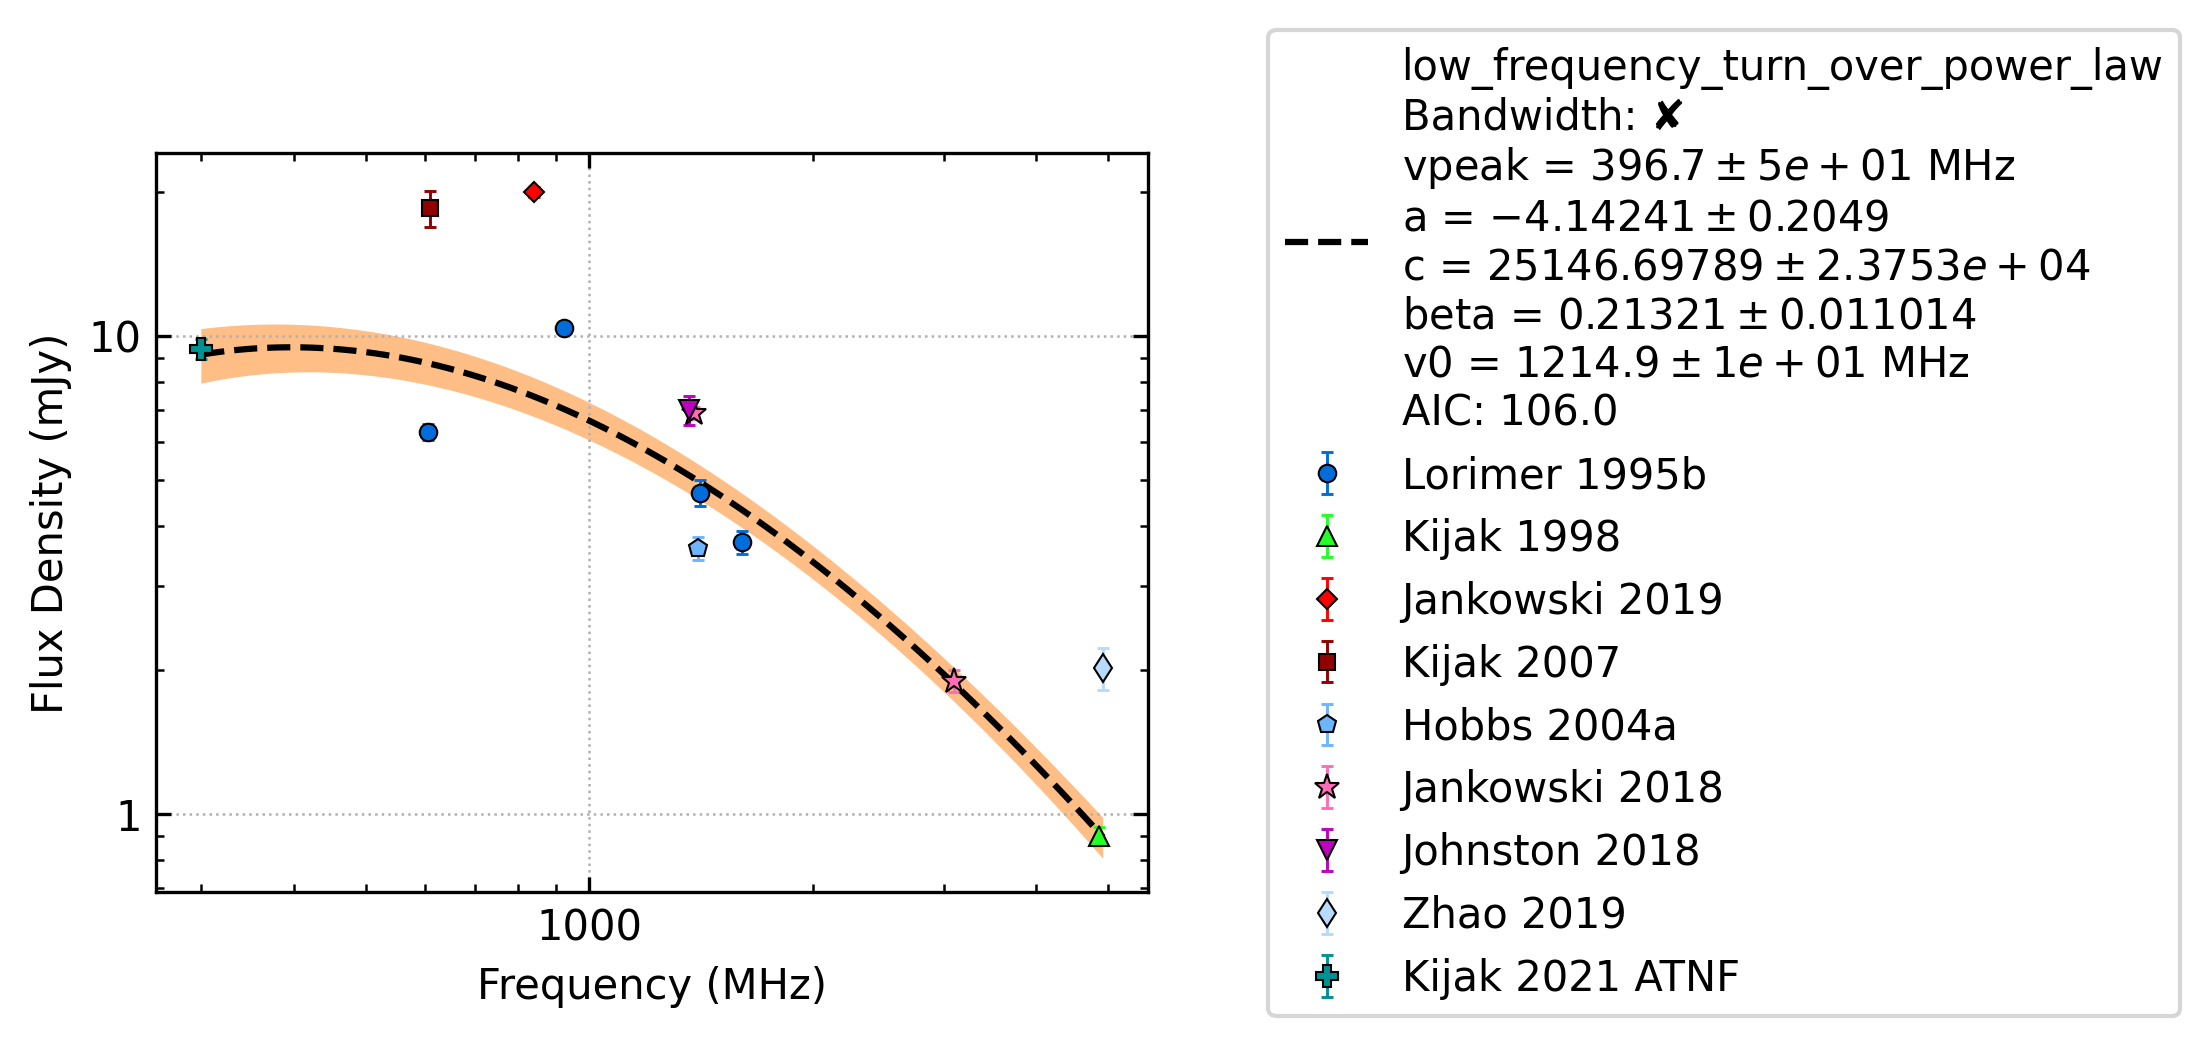 Flux Density (mJy)
10
1
1000
Frequency (MHz)
low_frequency_turn_over_power_law
Bandwidth: ✘
vpeak = 396.7 ± 5e + 01 MHz
a = −4.14241 ± 0.2049
c = 25146.69789 ± 2.3753e + 04
beta = 0.21321 ± 0.011014
v0 = 1214.9 ± 1e + 01 MHz
AIC: 106.0
Lorimer 1995b
Kijak 1998
Jankowski 2019
Kijak 2007
Hobbs 2004a
Jankowski 2018
Johnston 2018
Zhao 2019
Kijak 2021 ATNF